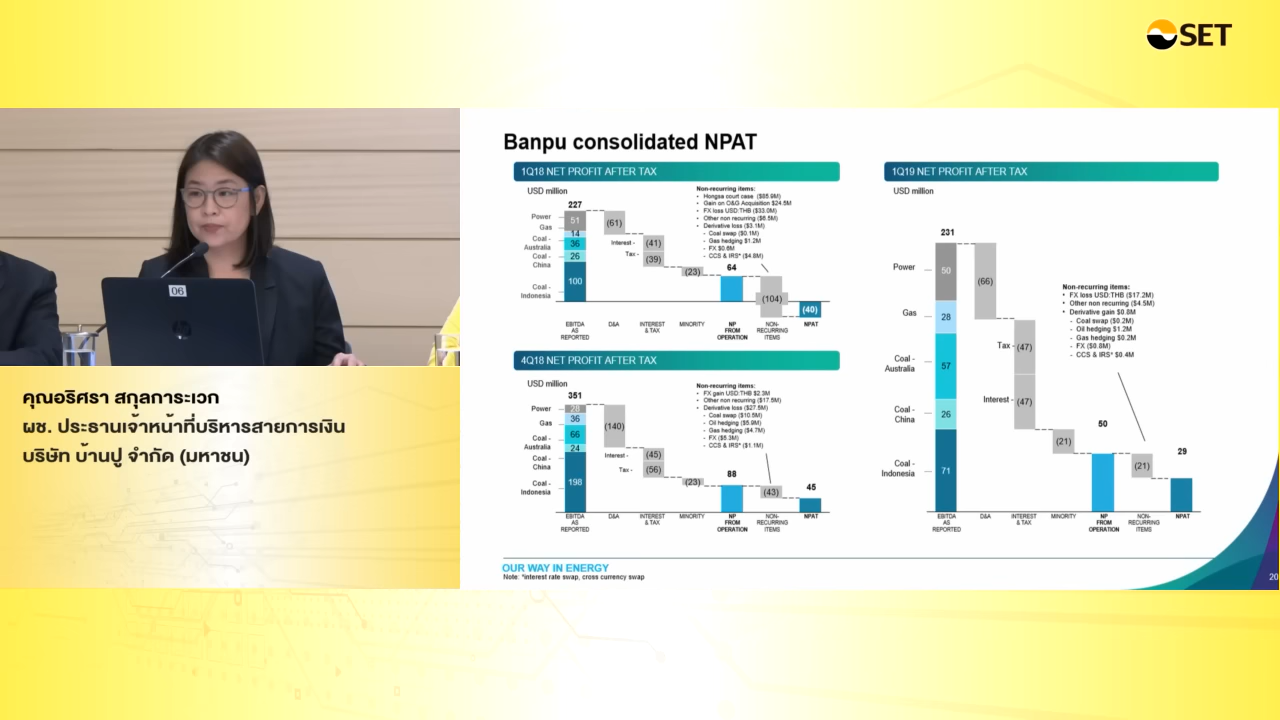 SET
06
คุณอริศรา สกุลการะเวก
ผช. ประธานเจ้าหน้าที่บริหารสายการเงิน
บริษัท บ้านปู จำกัด (มหาชน)
Banpu consolidated NPAT
1Q18 NET PROFIT AFTER TAX
USD million
227
Power
51
Gas
14
Coal -
Australia
36
Coal -
China
26
Coal -
Indonesia
100
(61)
Interest -
(41)
Tax -
(39)
(23)
64
(104)
(40)
Non-recurring items:
• Hongsa court case ($65.9M)
• Gain on O&G Acquisition $24.5M
• FX loss USD:THB ($33.0M)
• Other non recurring ($6.5M)
• Derivative loss ($3.1M)
- Coal swap ($0.1M)
- Gas hedging $1.2M
- FX $0.6M
- CCS & IRS* ($4.8M)
EBITDA
AS
REPORTED
D&A
INTEREST
& TAX
MINORITY
NP
FROM
OPERATION
NON-
RECURRING
ITEMS
NPAT
4Q18 NET PROFIT AFTER TAX
USD million
351
Power
28
Gas
36
Coal -
Australia
66
Coal -
China
24
Coal -
Indonesia
198
(140)
Interest -
(45)
Tax -
(56)
(23)
88
(43)
45
Non-recurring items:
• FX gain USD:THB $2.3M
• Other non recurring ($17.5M)
• Derivative loss ($27.5M)
- Coal swap ($10.5M)
- Oil hedging ($5.9M)
- Gas hedging ($4.7M)
- FX ($5.3M)
- CCS & IRS* ($1.1M)
EBITDA
AS
REPORTED
D&A
INTEREST
& TAX
MINORITY
NP
FROM
OPERATION
NON-
RECURRING
ITEMS
NPAT
1Q19 NET PROFIT AFTER TAX
USD million
231
Power
50
Gas
28
Coal -
Australia
57
Coal -
China
26
Coal -
Indonesia
71
(66)
Tax -
(47)
Interest -
(47)
(21)
50
(21)
29
Non-recurring items:
• FX loss USD:THB ($17.2M)
• Other non recurring ($4.5M)
• Derivative gain $0.8M
- Coal swap ($0.2M)
- Oil hedging $1.2M
- Gas hedging $0.2M
- FX ($0.8M)
- CCS & IRS* $0.4M
EBITDA
AS
REPORTED
D&A
INTEREST
& TAX
MINORITY
NP
FROM
OPERATION
NON-
RECURRING
ITEMS
NPAT
OUR WAY IN ENERGY
Note: *interest rate swap, cross currency swap
20